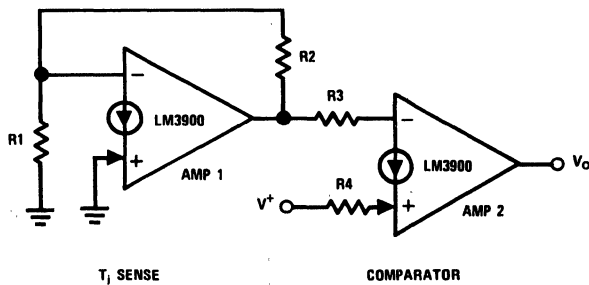 R2
−
R3
R1
LM3900
−
+
LM3900
Vo
AMP 1
R4
V+
+
AMP 2
Tj SENSE
COMPARATOR